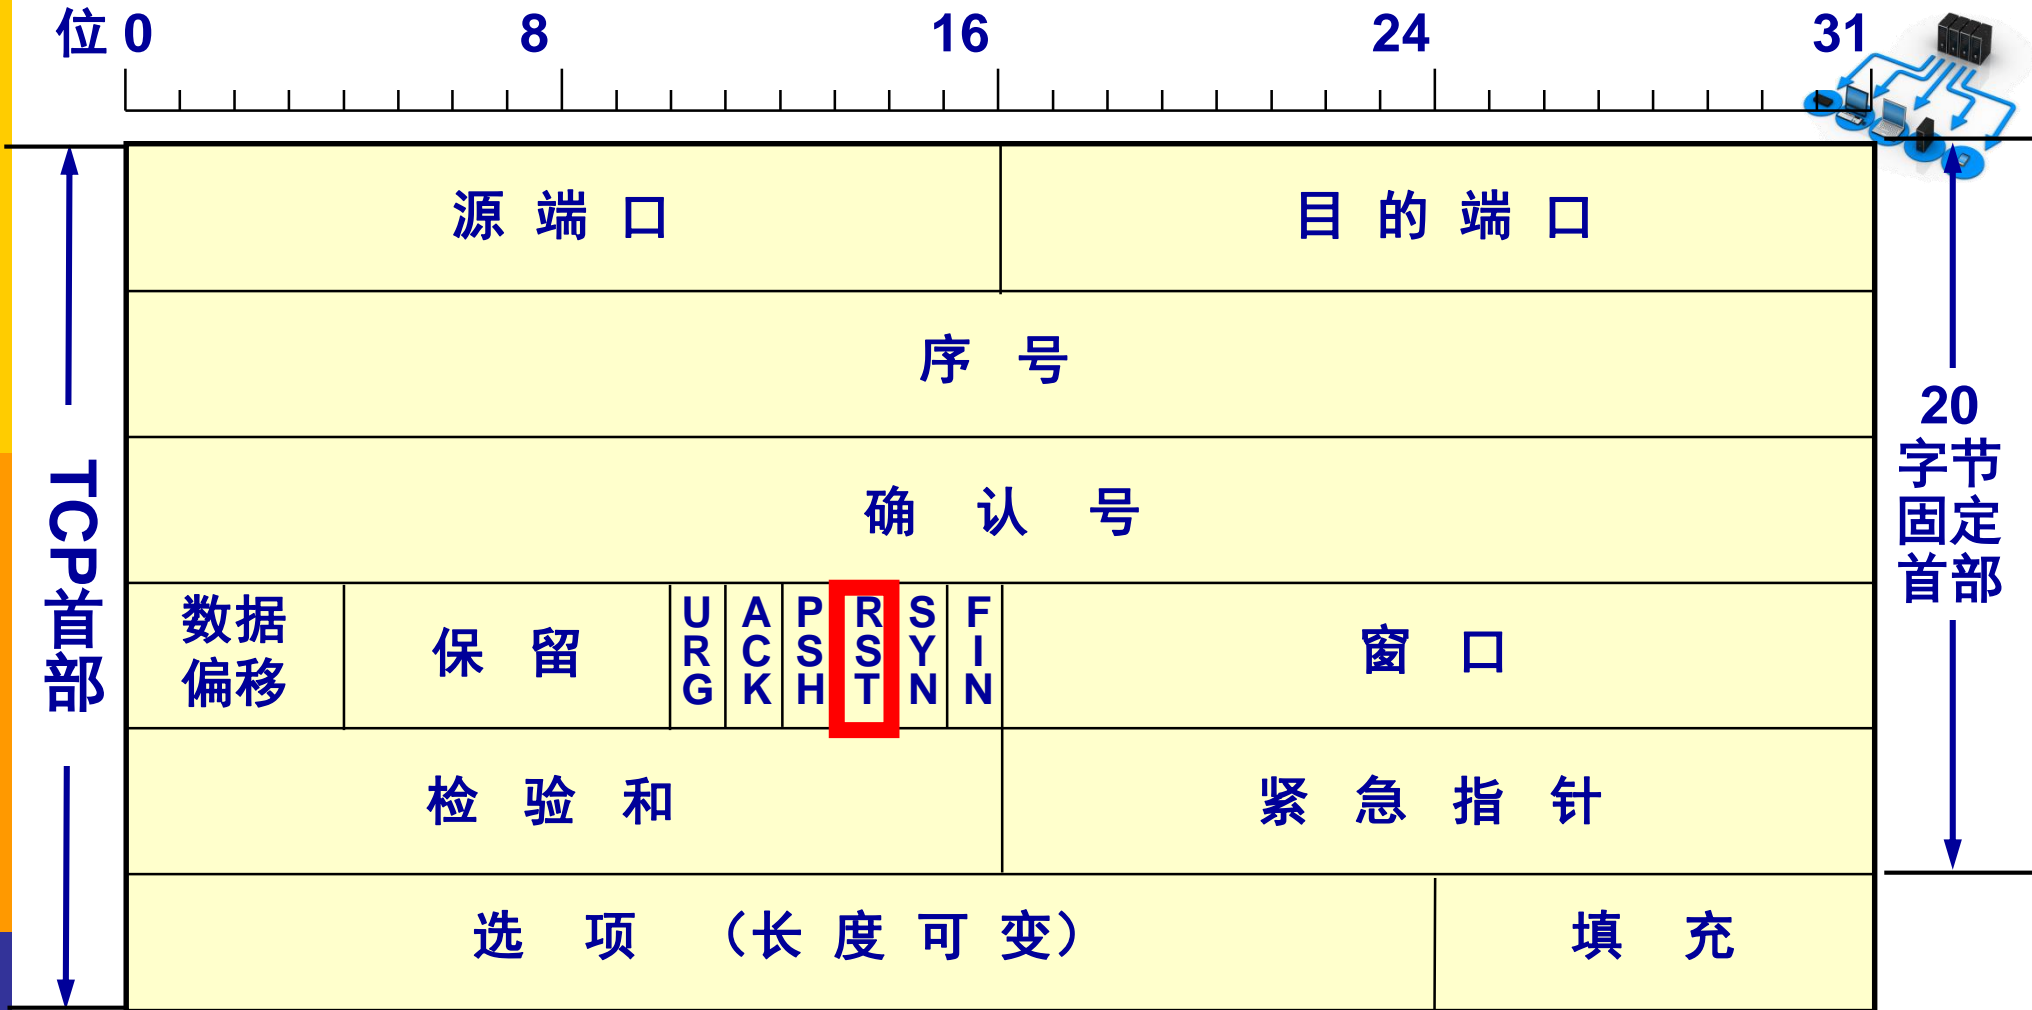 位 0 8 16 24 31
源 端 口 目 的 端 口
序 号
确 认 号
数据
偏移
保 留
URG
ACK
PSH
RST
SYN
FIN
窗 口
检 验 和 紧 急 指 针
选 项 （长 度 可 变） 填 充
TCP首部
20
字节
固定
首部